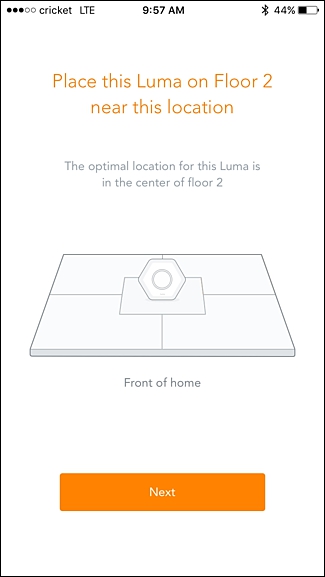 cricket LTE 9:57 AM 44%
Place this Luma on Floor 2
near this location
The optimal location for this Luma is
in the center of floor 2
Front of home
Next